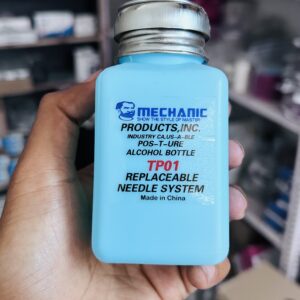 MECHANIC
SHOW THE STYLE OF MASTER
PRODUCTS,INC.
INDUSTRY CA,US-A-BLE
POS-T-URE
ALCOHOL BOTTLE
TP01
REPLACEABLE
NEEDLE SYSTEM
Made in China